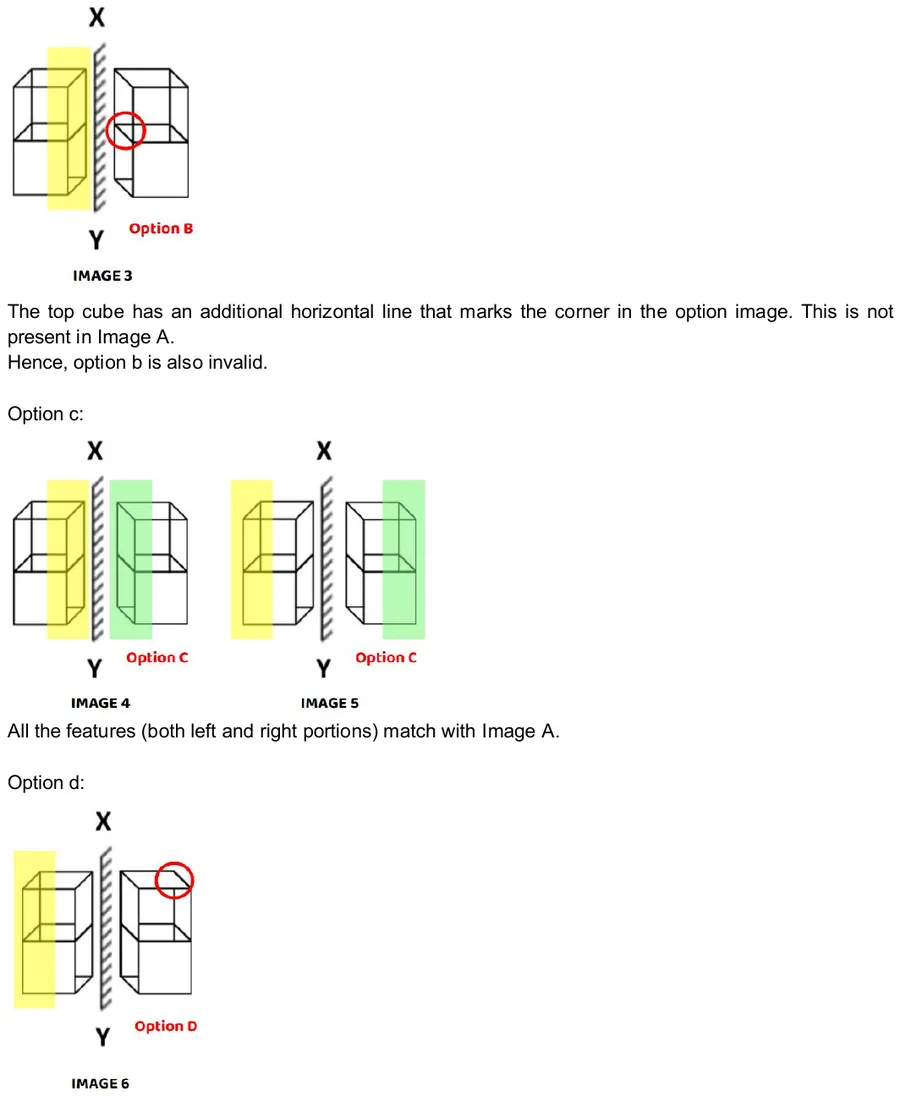 X
Y
Option B
IMAGE 3
The top cube has an additional horizontal line that marks the corner in the option image. This is not
present in Image A.
Hence, option b is also invalid.
Option c:
X X
Y Option C Y Option C
IMAGE 4 IMAGE 5
All the features (both left and right portions) match with Image A.
Option d:
X
Y
Option D
IMAGE 6